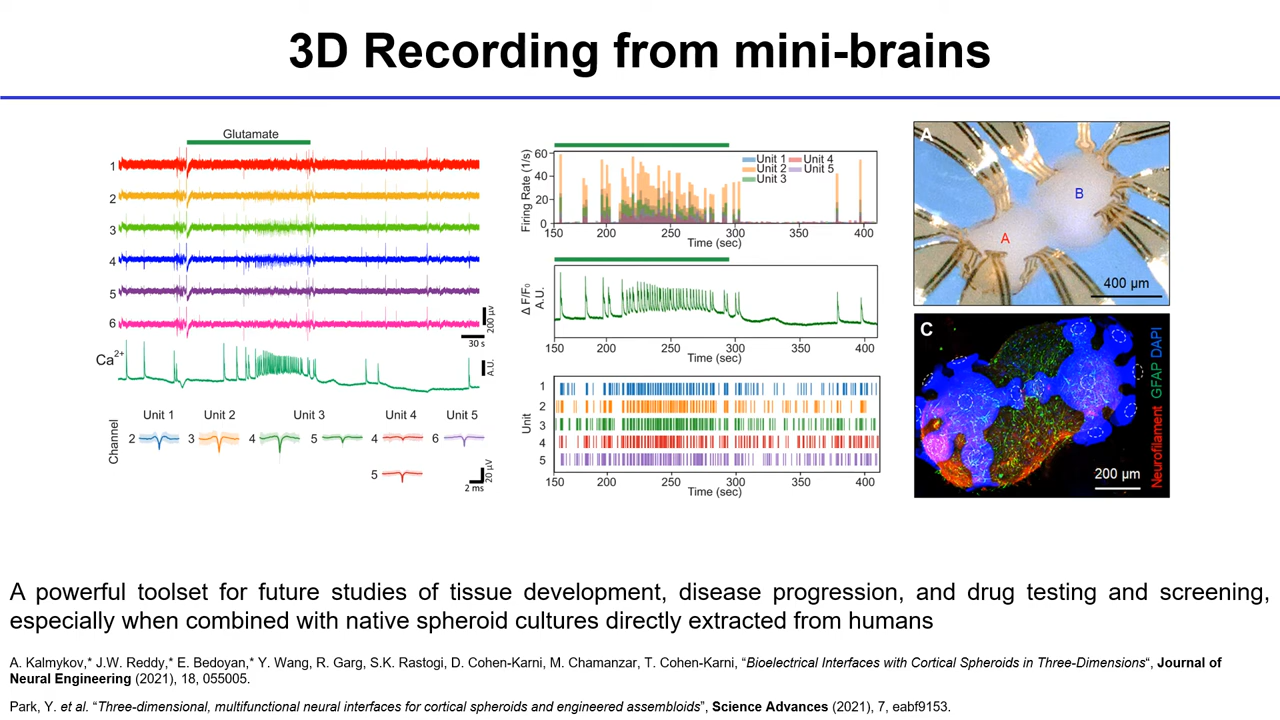 3D Recording from mini-brains
Glutamate
1
2
3
4
5
6
200 μv
30 s
Ca2+
A.U.
Unit 1 Unit 2 Unit 3 Unit 4 Unit 5
Channel
2 3 4 5 4 6
5
20 μV
2 ms
Firing Rate (1/s)
60
40
20
0
Unit 1 Unit 4
Unit 2 Unit 5
Unit 3
150 200 250 300 350 400
Time (sec)
Δ F/F0
A.U.
150 200 250 300 350 400
Time (sec)
Unit
1
2
3
4
5
150 200 250 300 350 400
Time (sec)
A
B
A
400 μm
C
Neurofilament GFAP DAPI
200 μm
A powerful toolset for future studies of tissue development, disease progression, and drug testing and screening,
especially when combined with native spheroid cultures directly extracted from humans
A. Kalmykov,* J.W. Reddy,* E. Bedoyan,* Y. Wang, R. Garg, S.K. Rastogi, D. Cohen-Karni, M. Chamanzar, T. Cohen-Karni, “Bioelectrical Interfaces with Cortical Spheroids in Three-Dimensions“, Journal of
Neural Engineering (2021), 18, 055005.
Park, Y. et al. “Three-dimensional, multifunctional neural interfaces for cortical spheroids and engineered assembloids”, Science Advances (2021), 7, eabf9153.